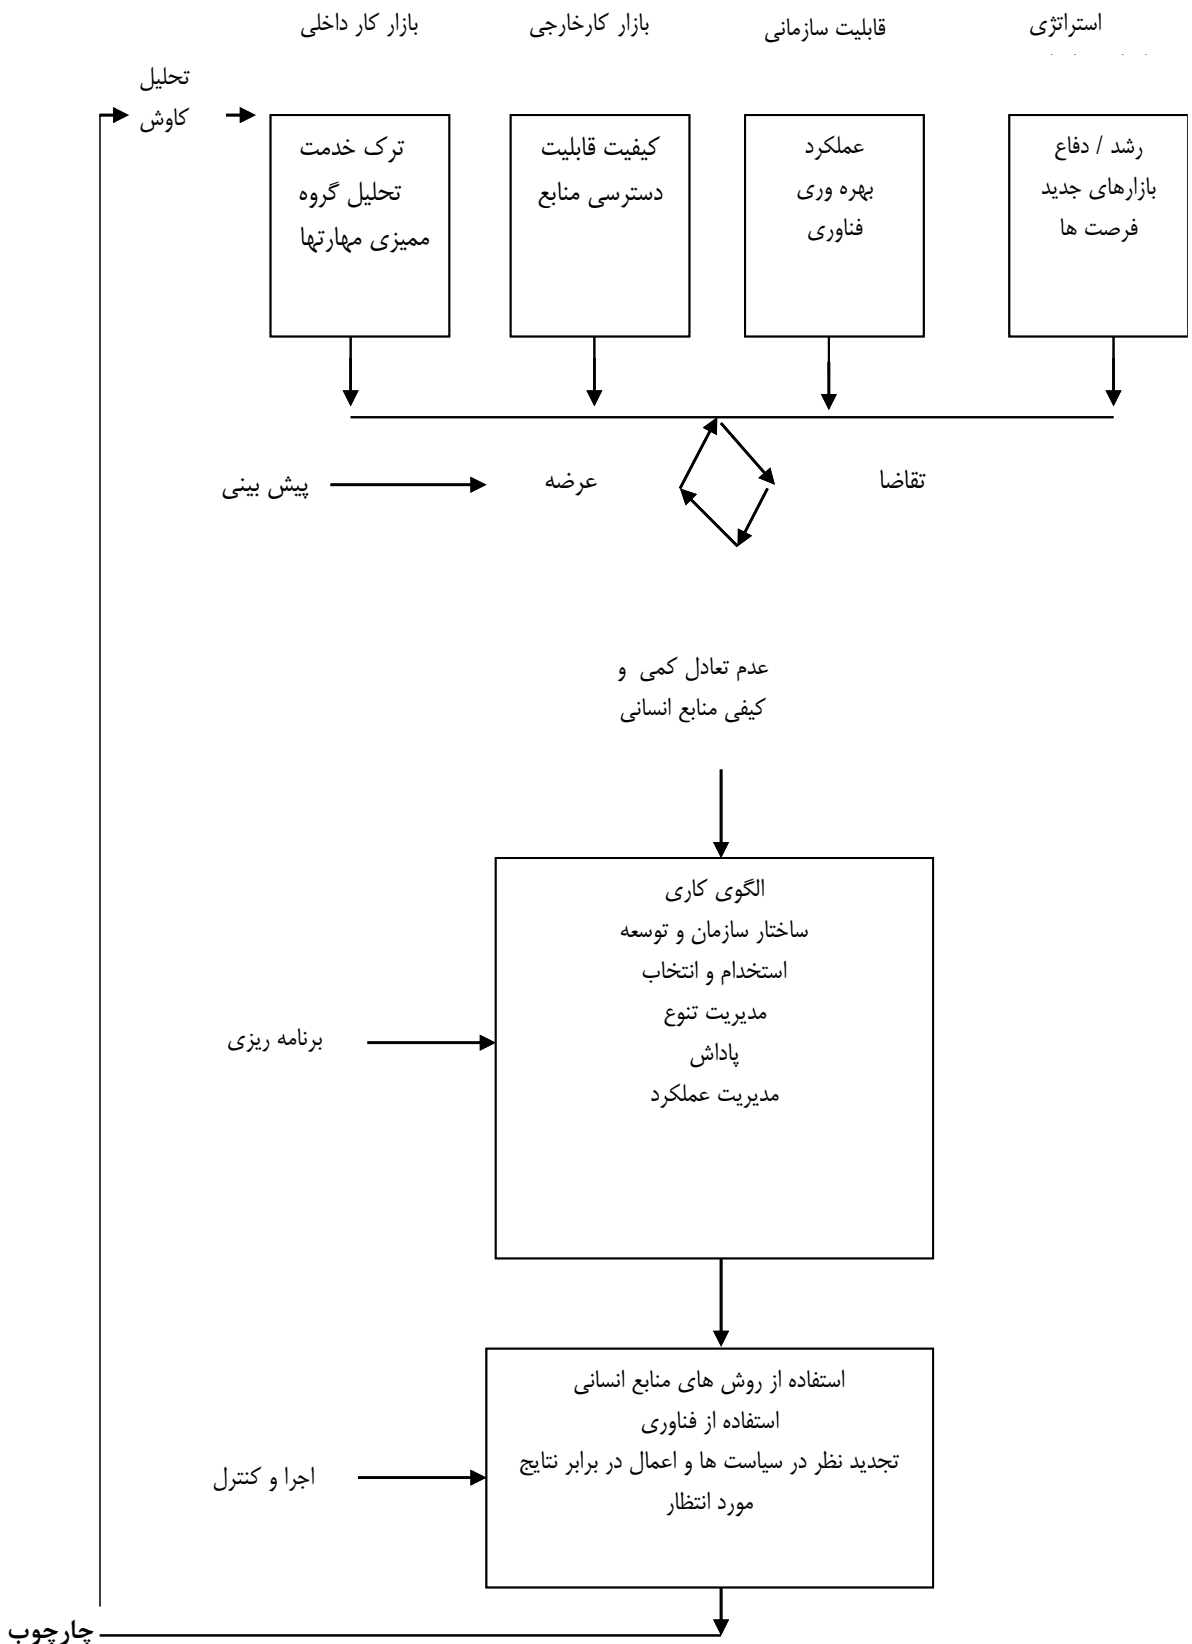 استراتژی
قابلیت سازمانی
بازار کارخارجی
بازار کار داخلی
تحلیل
کاوش
رشد / دفاع
بازارهای جدید
فرصت ها
عملکرد
بهره وری
فناوری
کیفیت قابلیت
دسترسی منابع
ترک خدمت
تحلیل گروه
ممیزی مهارتها
تقاضا
عرضه
پیش بینی
عدم تعادل کمی و
کیفی منابع انسانی
الگوی کاری
ساختار سازمان و توسعه
استخدام و انتخاب
مدیریت تنوع
پاداش
مدیریت عملکرد
برنامه ریزی
استفاده از روش های منابع انسانی
استفاده از فناوری
تجدید نظر در سیاست ها و اعمال در برابر نتایج
مورد انتظار
اجرا و کنترل
چارچوب